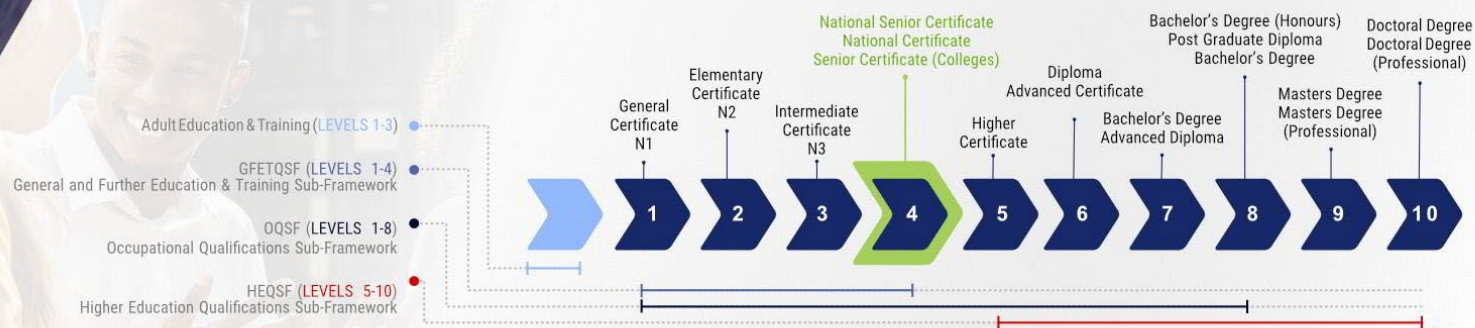 Adult Education & Training (LEVELS 1-3)
GFETQSF (LEVELS 1-4)
General and Further Education & Training Sub-Framework
OQSF (LEVELS 1-8)
Occupational Qualifications Sub-Framework
HEQSF (LEVELS 5-10)
Higher Education Qualifications Sub-Framework
General
Certificate
N1
Elementary
Certificate
N2
Intermediate
Certificate
N3
National Senior Certificate
National Certificate
Senior Certificate (Colleges)
Higher
Certificate
Diploma
Advanced Certificate
Bachelor's Degree
Advanced Diploma
Bachelor's Degree (Honours)
Post Graduate Diploma
Bachelor's Degree
Masters Degree
Masters Degree
(Professional)
Doctoral Degree
Doctoral Degree
(Professional)
1
2
3
4
5
6
7
8
9
10